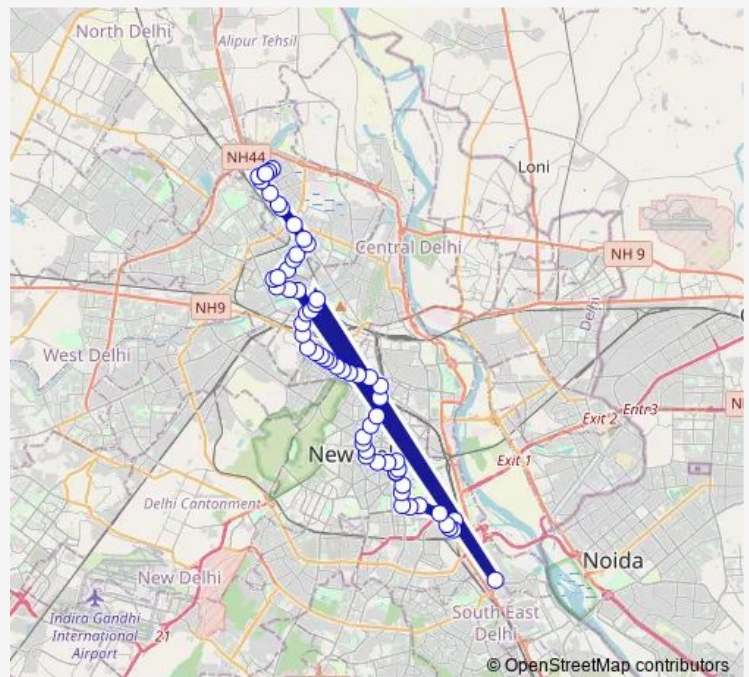 North Delhi
Alipur Tehsil
NH44
Loni
Central Delhi
NH 9
NH9
Delhi
West Delhi
Entr3
Exit 2
New
Exit 1
Delhi Cantonment
Noida
New Delhi
Indira Gandhi
International
Airport
21
South East
Delhi
© OpenStreetMap contributors